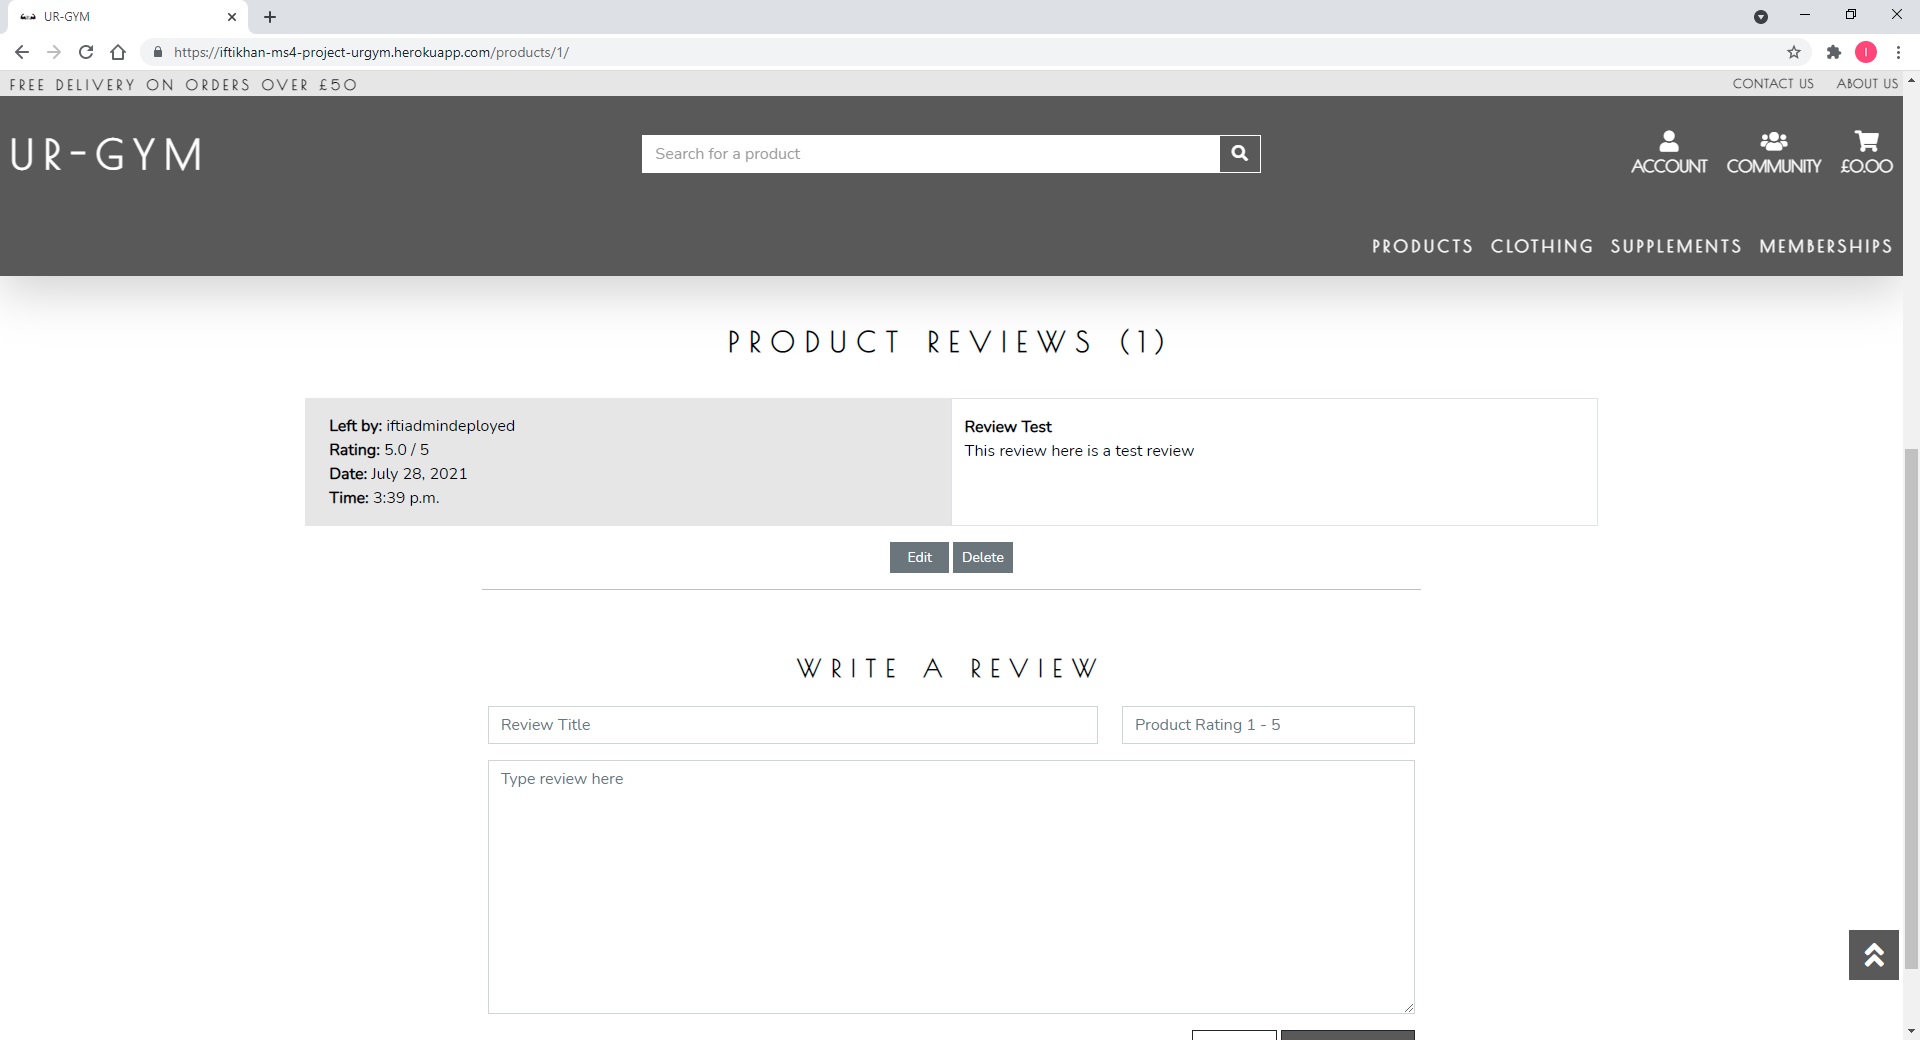 UR-GYM
https://iftikhan-ms4-project-urgym.herokuapp.com/products/1/
I
FREE DELIVERY ON ORDERS OVER £50
CONTACT US
ABOUT US
UR-GYM
Search for a product
ACCOUNT
COMMUNITY
£0.00
PRODUCTS
CLOTHING
SUPPLEMENTS
MEMBERSHIPS
PRODUCT REVIEWS (1)
Left by: iftiadmindeployed
Rating: 5.0 / 5
Date: July 28, 2021
Time: 3:39 p.m.
Review Test
This review here is a test review
Edit
Delete
WRITE A REVIEW
Review Title
Product Rating 1 - 5
Type review here